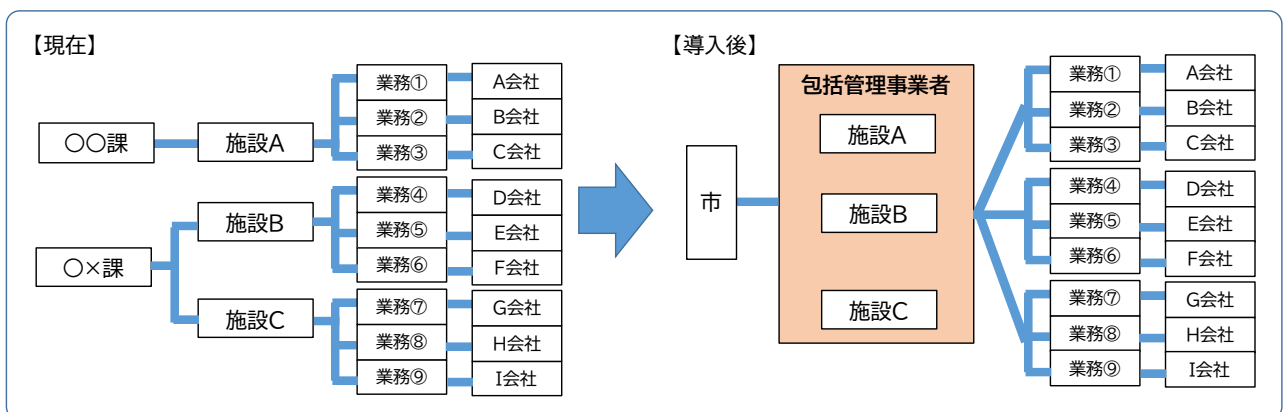 【現在】
〇〇課
施設A
業務①
A会社
業務②
B会社
業務③
C会社
〇×課
施設B
業務④
D会社
業務⑤
E会社
業務⑥
F会社
施設C
業務⑦
G会社
業務⑧
H会社
業務⑨
I会社
【導入後】
市
包括管理事業者
施設A
施設B
施設C
業務①
A会社
業務②
B会社
業務③
C会社
業務④
D会社
業務⑤
E会社
業務⑥
F会社
業務⑦
G会社
業務⑧
H会社
業務⑨
I会社